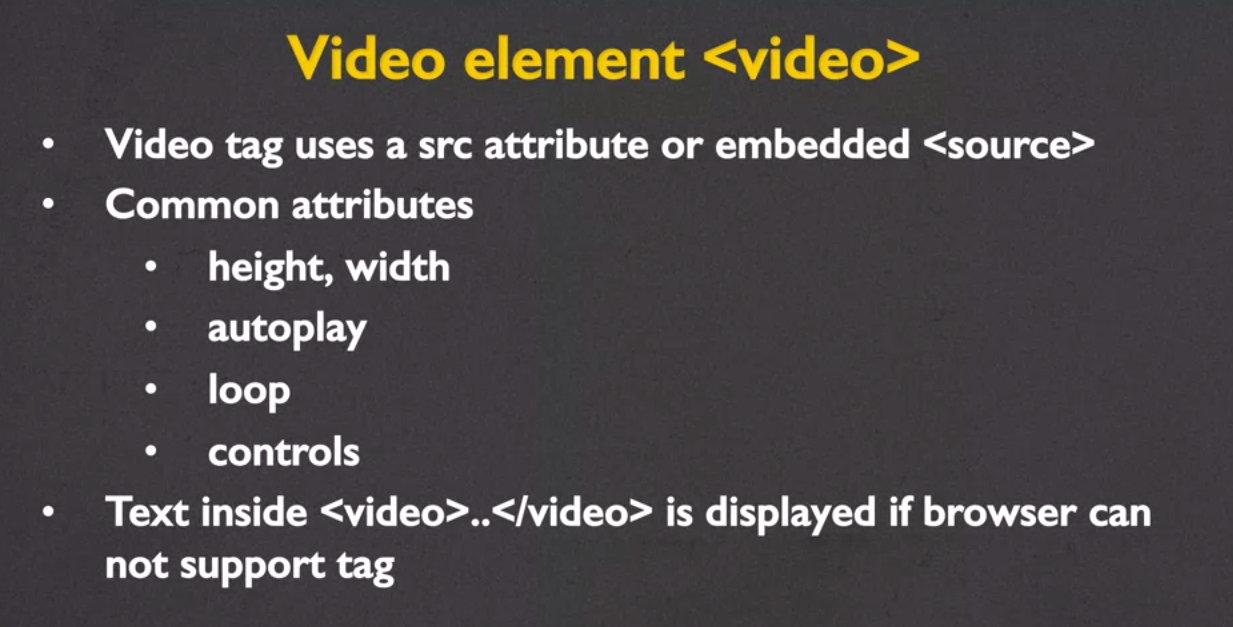 Video element <video>
• Video tag uses a src attribute or embedded <source>
• Common attributes
• height, width
• autoplay
• loop
• controls
• Text inside <video>..</video> is displayed if browser can
not support tag